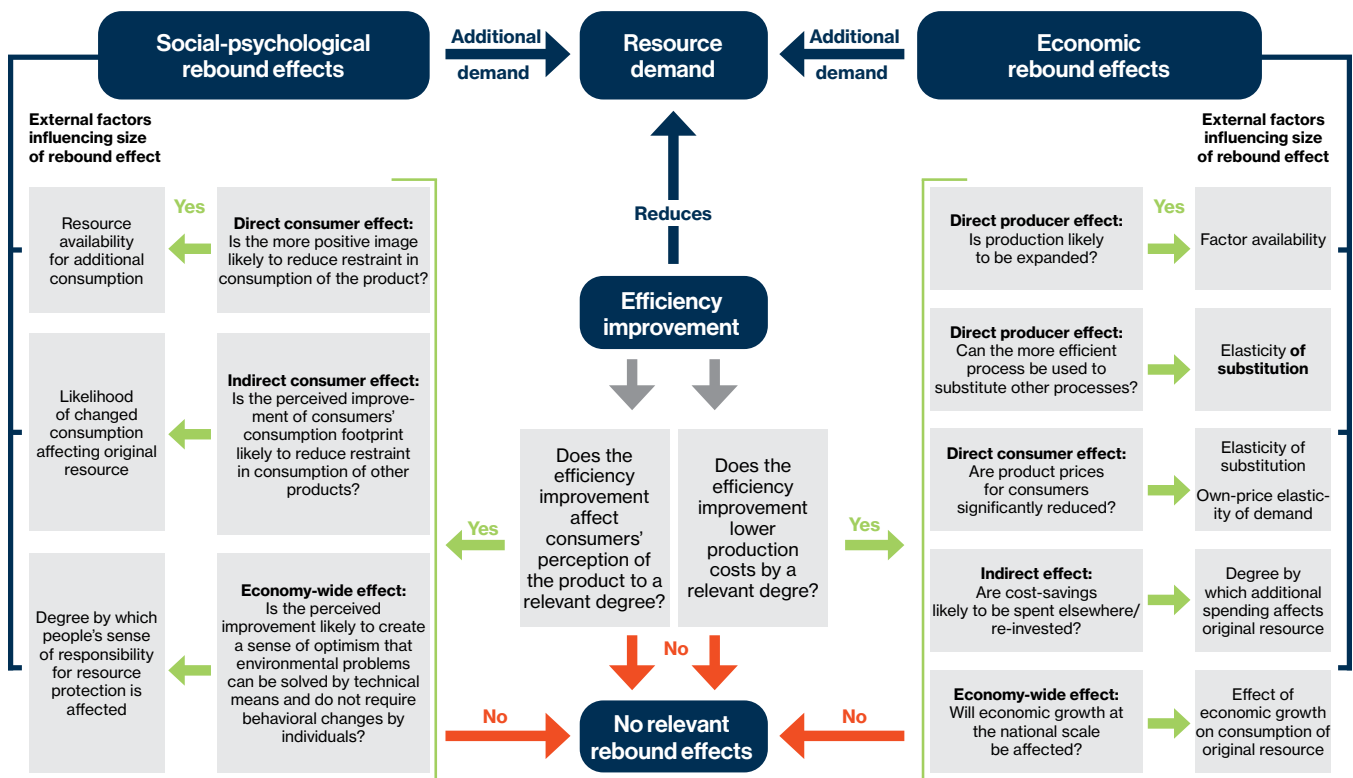 Social-psychological
rebound effects
Additional
demand
Resource
demand
Additional
demand
Economic
rebound effects
External factors
influencing size
of rebound effect
External factors
influencing size
of rebound effect
Resource
availability
for additional
consumption
Yes
Direct consumer effect:
Is the more positive image
likely to reduce restraint in
consumption of the product?
Likelihood
of changed
consumption
affecting original
resource
Indirect consumer effect:
Is the perceived improve-
ment of consumers’
consumption footprint
likely to reduce restraint
in consumption of other
products?
Degree by which
people’s sense
of responsibility
for resource
protection is
affected
Economy-wide effect:
Is the perceived
improvement likely to create
a sense of optimism that
environmental problems
can be solved by technical
means and do not require
behavioral changes by
individuals?
Reduces
Efficiency
improvement
Yes
Does the
efficiency
improvement
affect
consumers’
perception of
the product to a
relevant degree?
Does the
efficiency
improvement
lower
production
costs by a
relevant degre?
Yes
No
No
No relevant
rebound effects
No
Direct producer effect:
Is production likely
to be expanded?
Yes
Factor availability
Direct producer effect:
Can the more efficient
process be used to
substitute other processes?
Elasticity of
substitution
Direct consumer effect:
Are product prices
for consumers
significantly reduced?
Elasticity of
substitution
Own-price elastic-
ity of demand
Indirect effect:
Are cost-savings
likely to be spent elsewhere/
re-invested?
Degree by
which additional
spending affects
original resource
Economy-wide effect:
Will economic growth at
the national scale
be affected?
Effect of
economic growth
on consumption of
original resource